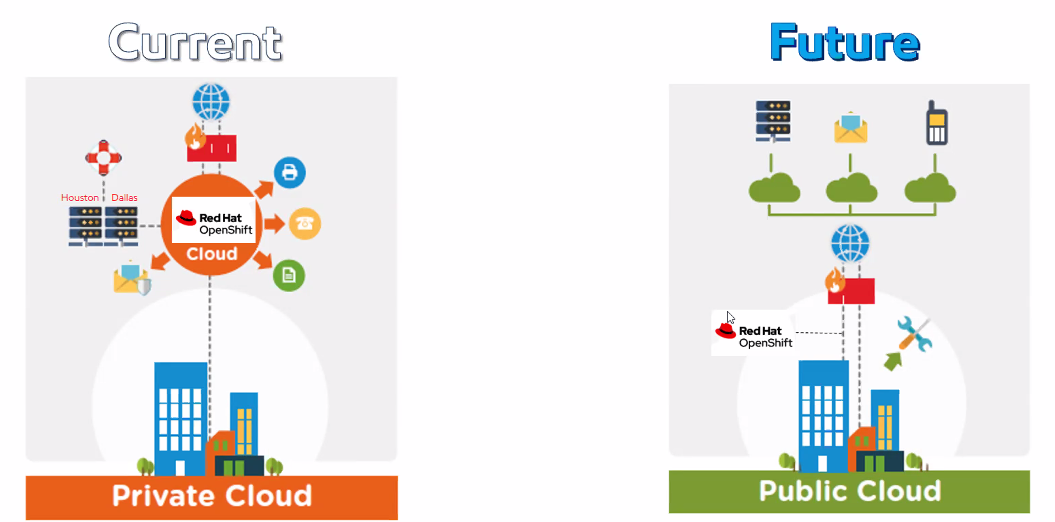 Current
Future
Houston Dallas
Red Hat
OpenShift
Cloud
Red Hat
OpenShift
Private Cloud
Public Cloud